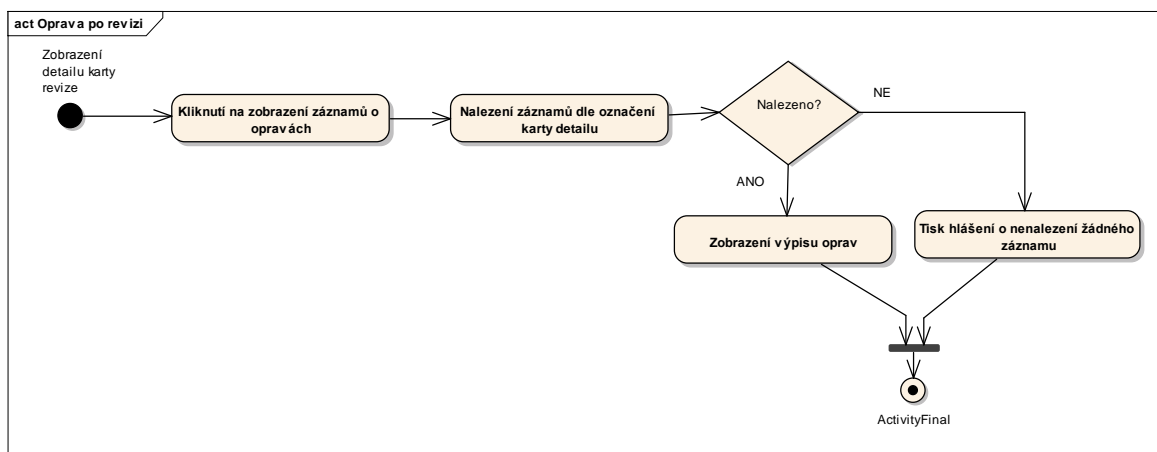 act Oprava po revizi
Zobrazení
detailu karty
revize
Kliknutí na zobrazení záznamů o
opravách
Nalezení záznamů dle označení
karty detailu
Nalezeno?
NE
ANO
Zobrazení výpisu oprav
Tisk hlášení o nenalezení žádného
záznamu
ActivityFinal